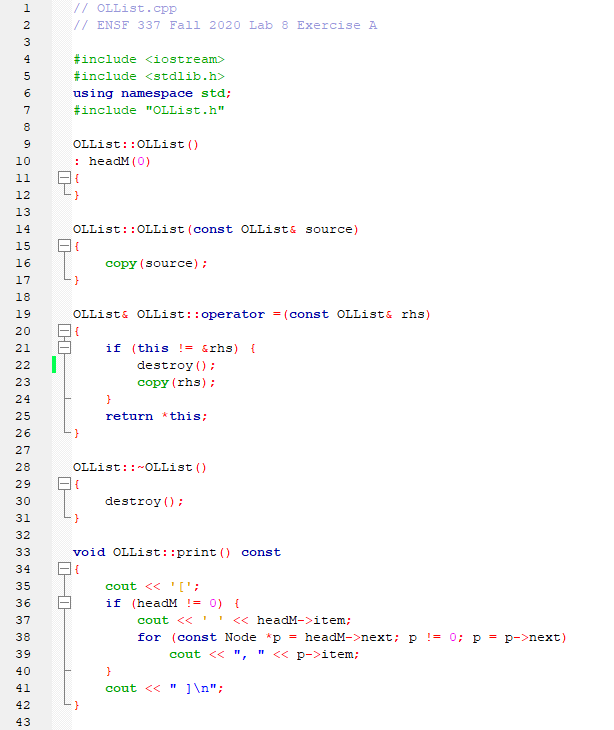 1 // OLList.cpp
2 // ENSF 337 Fall 2020 Lab 8 Exercise A
3
4 #include <iostream>
5 #include <stdlib.h>
6 using namespace std;
7 #include "OLList.h"
8
9 OLList::OLList()
10 : headM(0)
11 {
12 }
13
14 OLList::OLList(const OLList& source)
15 {
16     copy(source);
17 }
18
19 OLList& OLList::operator =(const OLList& rhs)
20 {
21     if (this != &rhs) {
22         destroy();
23         copy(rhs);
24     }
25     return *this;
26 }
27
28 OLList::~OLList()
29 {
30     destroy();
31 }
32
33 void OLList::print() const
34 {
35     cout << '[';
36     if (headM != 0) {
37         cout << ' ' << headM->item;
38         for (const Node *p = headM->next; p != 0; p = p->next)
39             cout << ", " << p->item;
40     }
41     cout << " ]\n";
42 }
43